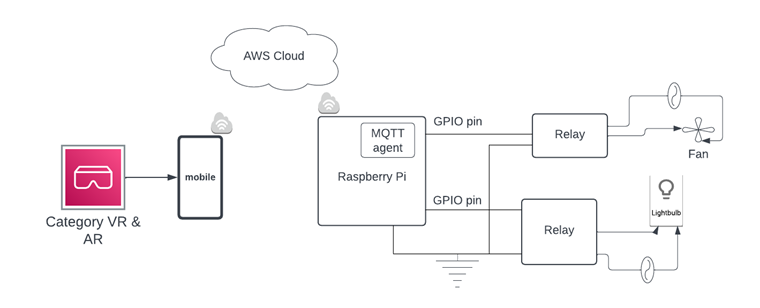 AWS Cloud
GPIO pin
MQTT
agent
Relay
mobile
Raspberry Pi
Fan
GPIO pin
Category VR &
AR
Relay
Lightbulb